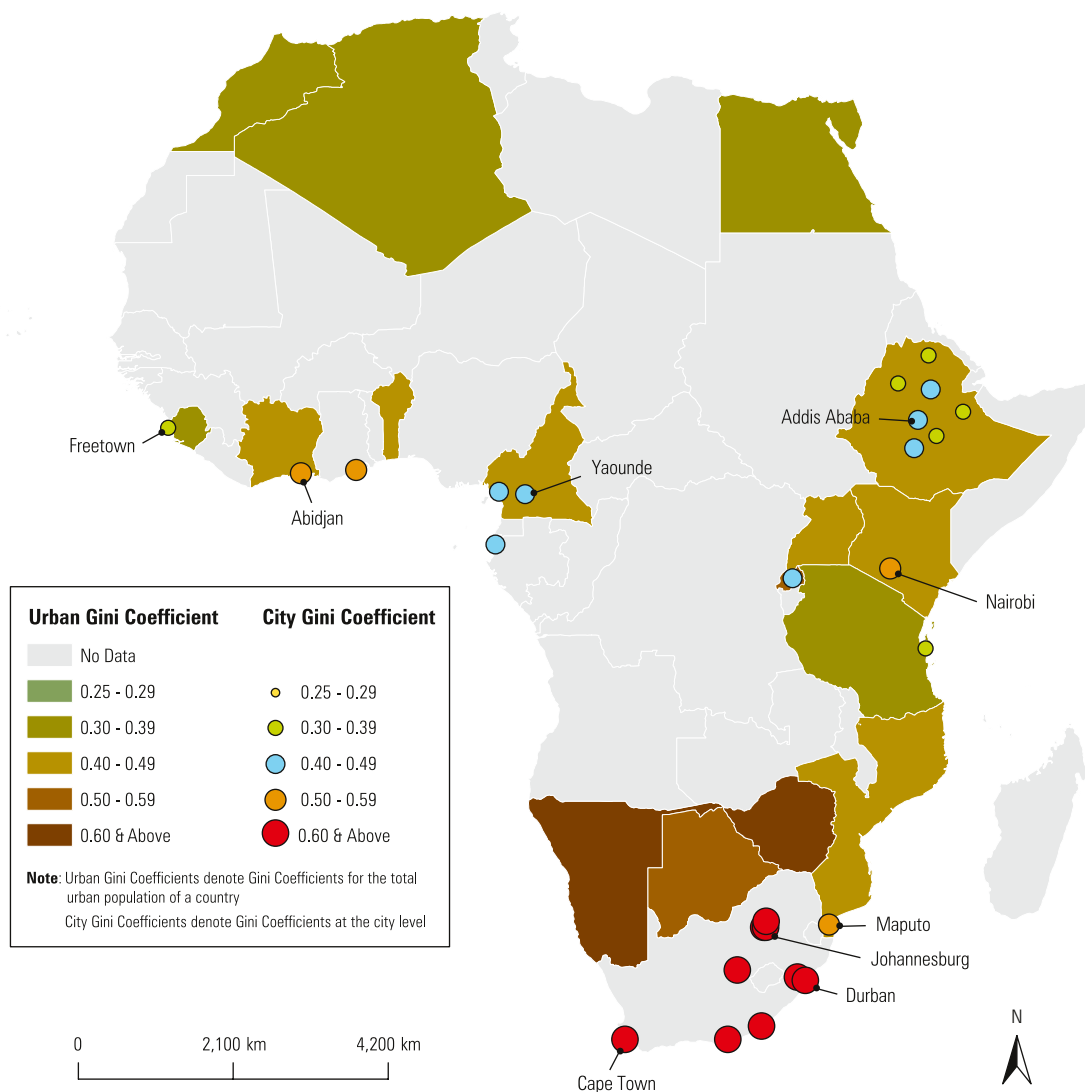 Freetown
Abidjan
Yaounde
Addis Ababa
Nairobi
Urban Gini Coefficient
No Data
0.25 - 0.29
0.30 - 0.39
0.40 - 0.49
0.50 - 0.59
0.60 & Above
City Gini Coefficient
0.25 - 0.29
0.30 - 0.39
0.40 - 0.49
0.50 - 0.59
0.60 & Above
Note: Urban Gini Coefficients denote Gini Coefficients for the total
urban population of a country
City Gini Coefficients denote Gini Coefficients at the city level
Maputo
Johannesburg
Durban
Cape Town
0 2,100 km 4,200 km
N